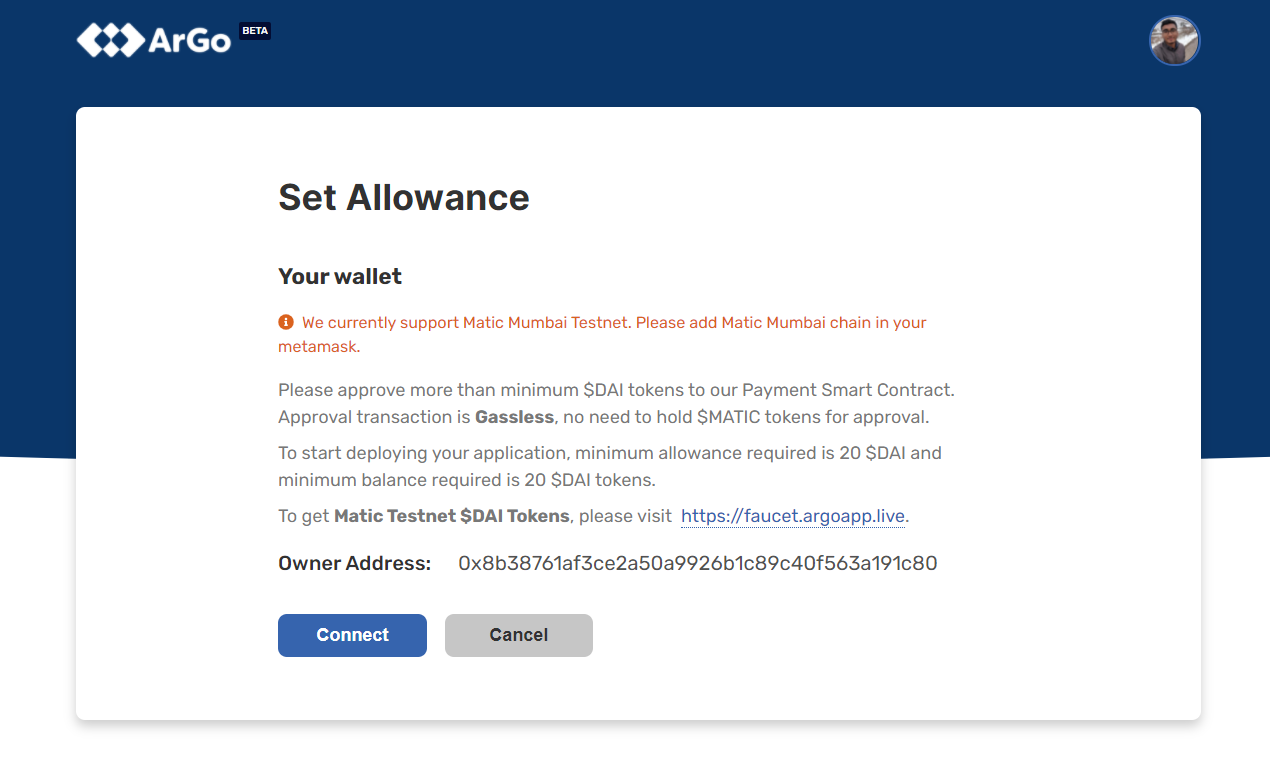 ArGo BETA
Set Allowance
Your wallet
We currently support Matic Mumbai Testnet. Please add Matic Mumbai chain in your
metamask.
Please approve more than minimum $DAI tokens to our Payment Smart Contract.
Approval transaction is Gassless, no need to hold $MATIC tokens for approval.
To start deploying your application, minimum allowance required is 20 $DAI and
minimum balance required is 20 $DAI tokens.
To get Matic Testnet $DAI Tokens, please visit https://faucet.argoapp.live.
Owner Address: 0x8b38761af3ce2a50a9926b1c89c40f563a191c80
Connect Cancel